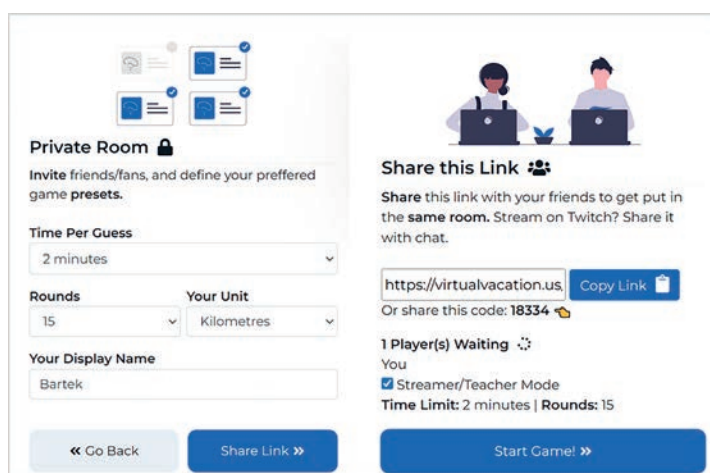 Private Room
Invite friends/fans, and define your preffered
game presets.
Time Per Guess
2 minutes
Rounds
Your Unit
15
Kilometres
Your Display Name
Bartek
« Go Back
Share Link »
Share this Link
Share this link with your friends to get put in
the same room. Stream on Twitch? Share it
with chat.
https://virtualvacation.us,
Copy Link
Or share this code: 18334
1 Player(s) Waiting
You
Streamer/Teacher Mode
Time Limit: 2 minutes | Rounds: 15
Start Game! »